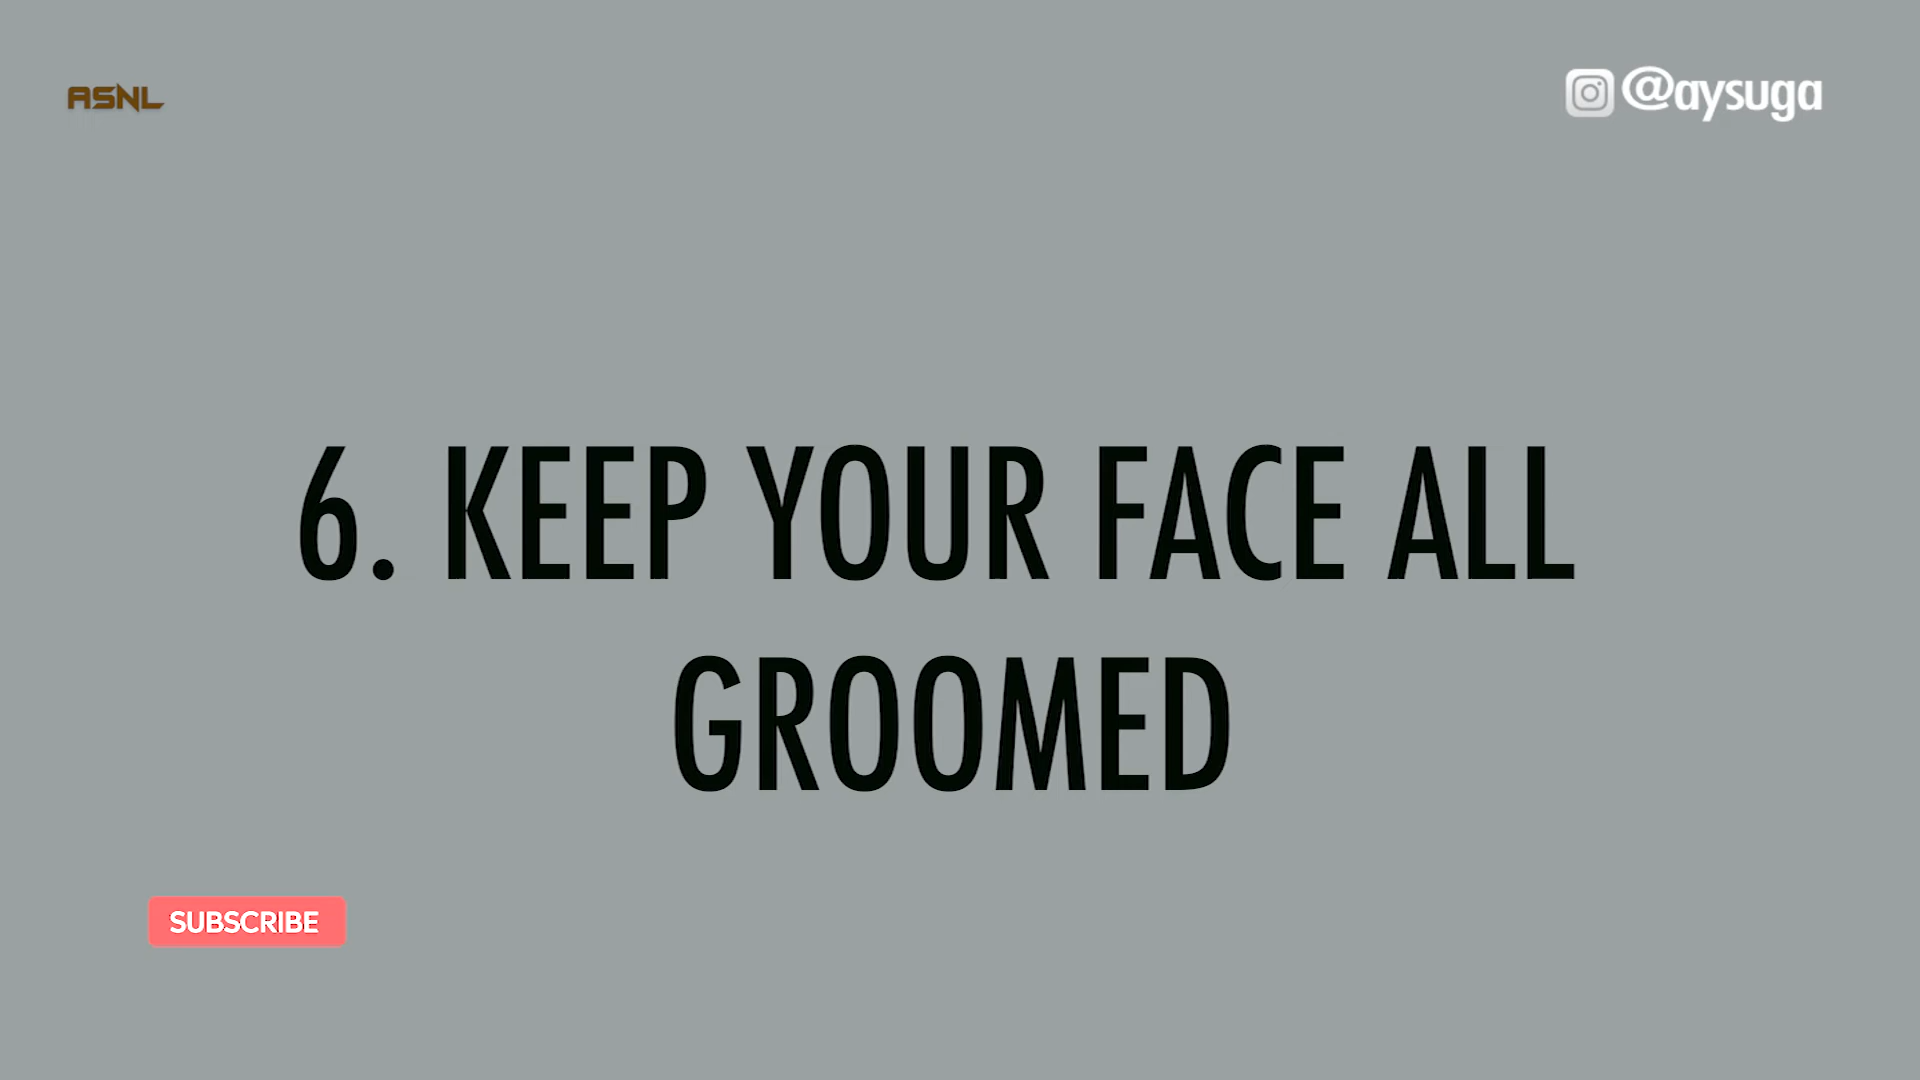 ASNL
@aysuga
6. KEEP YOUR FACE ALL
GROOMED
SUBSCRIBE